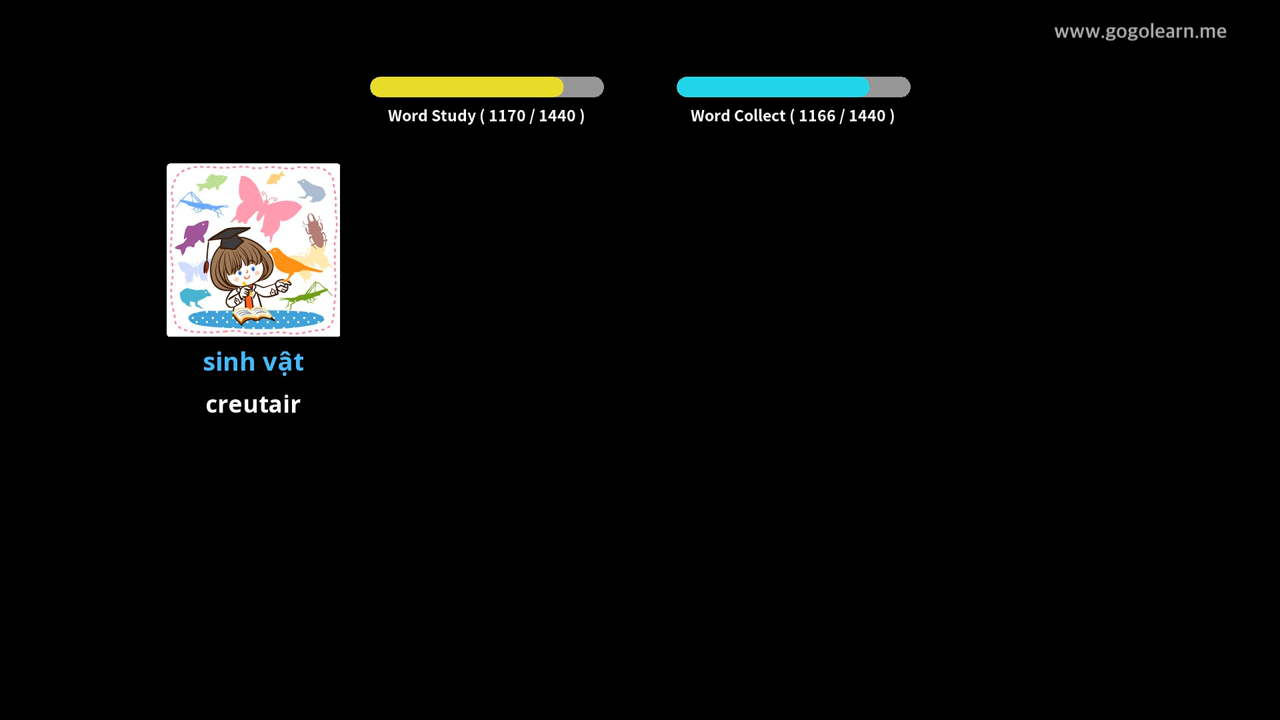 www.gogolearn.me
Word Study ( 1170 / 1440 )
Word Collect ( 1166 / 1440 )
sinh vật
creutair